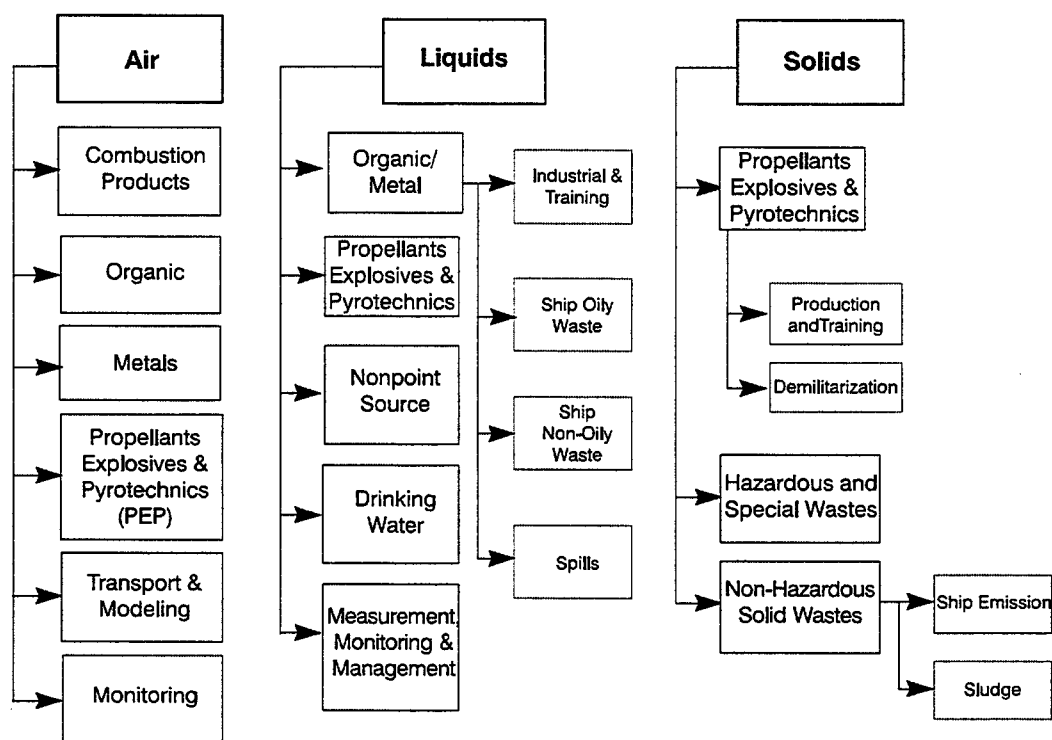 Air
Combustion
Products
Organic
Metals
Propellants
Explosives &
Pyrotechnics
(PEP)
Transport &
Modeling
Monitoring
Liquids
Organic/
Metal
Propellants
Explosives &
Pyrotechnics
Nonpoint
Source
Drinking
Water
Measurement,
Monitoring &
Management
Industrial &
Training
Ship Oily
Waste
Ship
Non-Oily
Waste
Spills
Solids
Propellants
Explosives &
Pyrotechnics
Production
andTraining
Demilitarization
Hazardous and
Special Wastes
Non-Hazardous
Solid Wastes
Ship Emission
Sludge